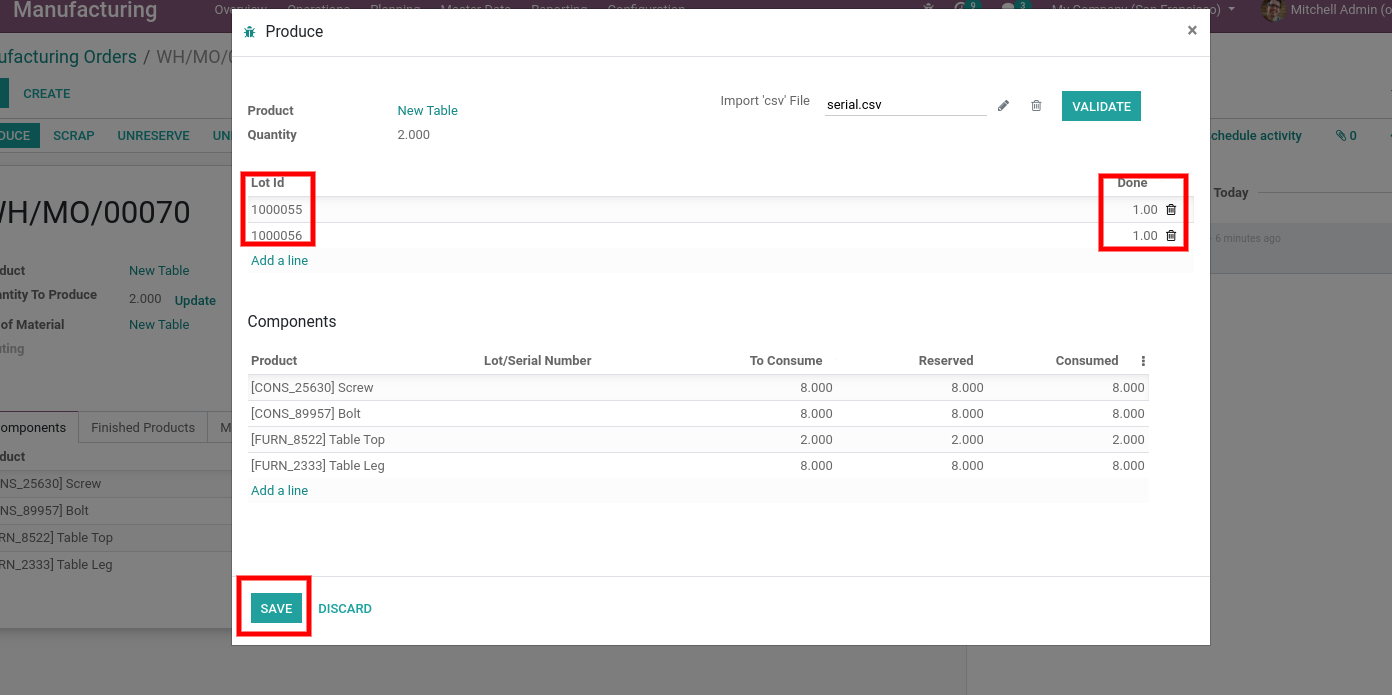 Manufacturing Overview Operations Planning Master Data Reporting Configuration 9 3 My Company (San Francisco) Mitchell Admin (o
Produce ×
ufacturing Orders / WH/MO/0
CREATE
Product New Table Import 'csv' File serial.csv VALIDATE
Quantity 2.000
DUCE SCRAP UNRESERVE UN chedule activity 0
Lot Id Done
Today
1000055 1.00
1000056 1.00
H/MO/00070
6 minutes ago
Add a line
duct New Table
antity To Produce 2.000 Update
of Material New Table
ting
Components
Product Lot/Serial Number To Consume Reserved Consumed
[CONS_25630] Screw 8.000 8.000 8.000
[CONS_89957] Bolt 8.000 8.000 8.000
[FURN_8522] Table Top 2.000 2.000 2.000
[FURN_2333] Table Leg 8.000 8.000 8.000
Add a line
omponents Finished Products M
duct
NS_25630] Screw
NS_89957] Bolt
RN_8522] Table Top
RN_2333] Table Leg
SAVE DISCARD